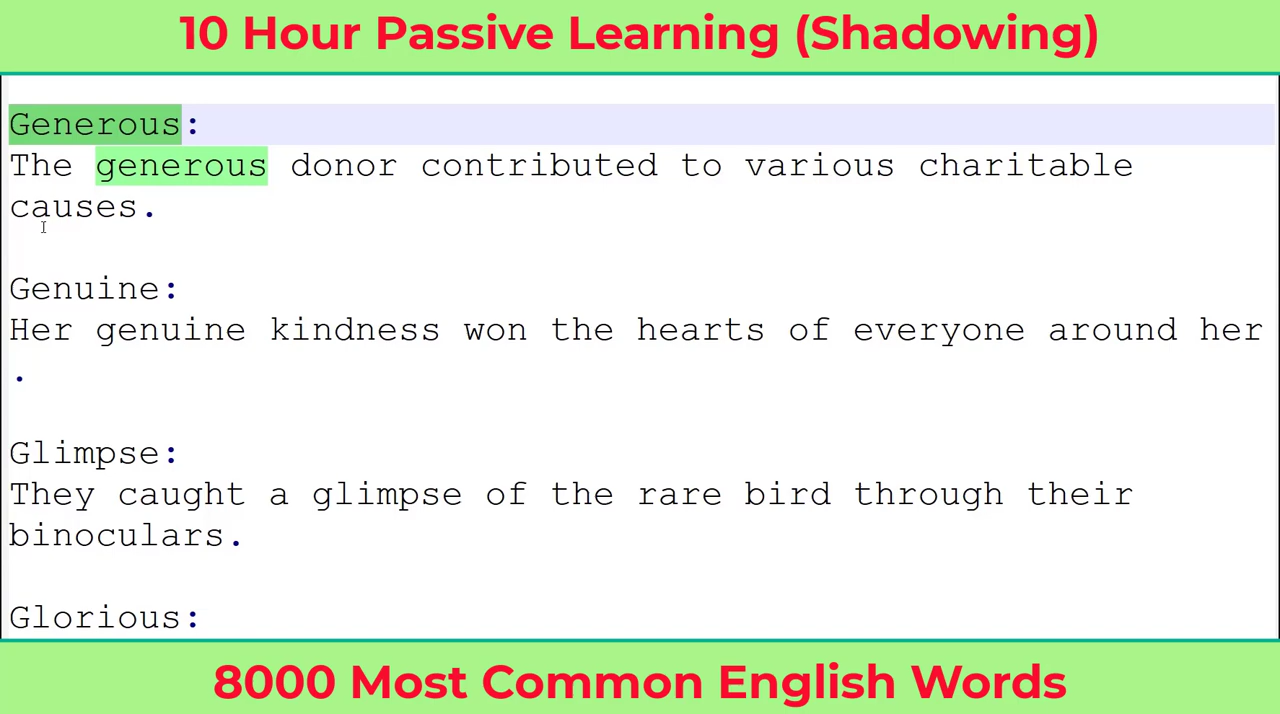 10 Hour Passive Learning (Shadowing)
Generous:
The generous donor contributed to various charitable
causes.
Genuine:
Her genuine kindness won the hearts of everyone around her
.
Glimpse:
They caught a glimpse of the rare bird through their
binoculars.
Glorious:
8000 Most Common English Words